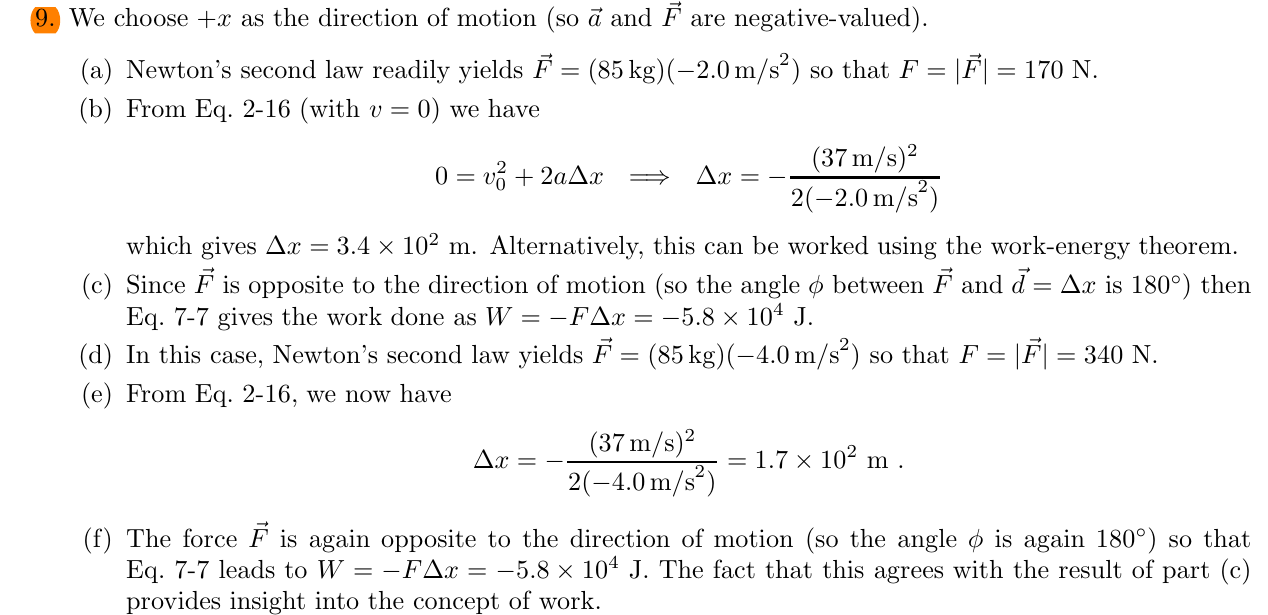 9. We choose +x as the direction of motion (so a⃗ and F⃗ are negative-valued).
(a) Newton's second law readily yields F⃗ = (85 kg)(−2.0 m/s²) so that F = |F⃗| = 170 N.
(b) From Eq. 2-16 (with v = 0) we have
0 = v₀² + 2aΔx ⟹ Δx = −(37 m/s)² / 2(−2.0 m/s²)
which gives Δx = 3.4 × 10² m. Alternatively, this can be worked using the work-energy theorem.
(c) Since F⃗ is opposite to the direction of motion (so the angle ϕ between F⃗ and d⃗ = Δx is 180°) then
Eq. 7-7 gives the work done as W = −FΔx = −5.8 × 10⁴ J.
(d) In this case, Newton's second law yields F⃗ = (85 kg)(−4.0 m/s²) so that F = |F⃗| = 340 N.
(e) From Eq. 2-16, we now have
Δx = −(37 m/s)² / 2(−4.0 m/s²) = 1.7 × 10² m .
(f) The force F⃗ is again opposite to the direction of motion (so the angle ϕ is again 180°) so that
Eq. 7-7 leads to W = −FΔx = −5.8 × 10⁴ J. The fact that this agrees with the result of part (c)
provides insight into the concept of work.